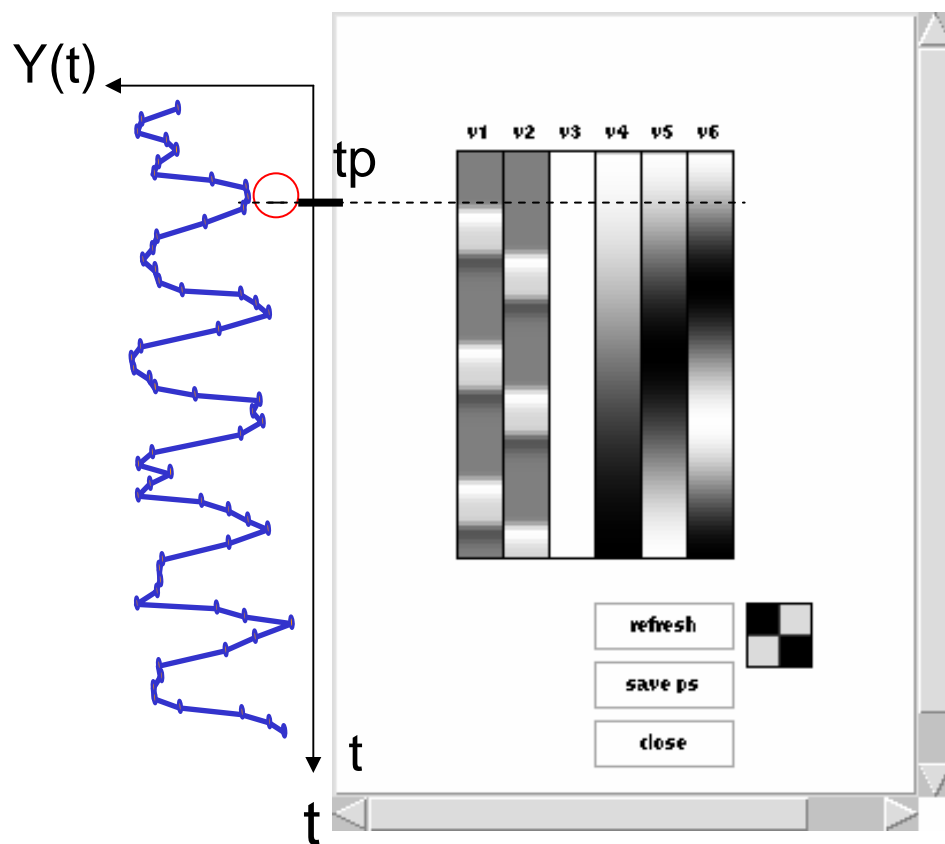 Y(t)
tp
v1 v2 v3 v4 v5 v6
refresh
save ps
close
t
t